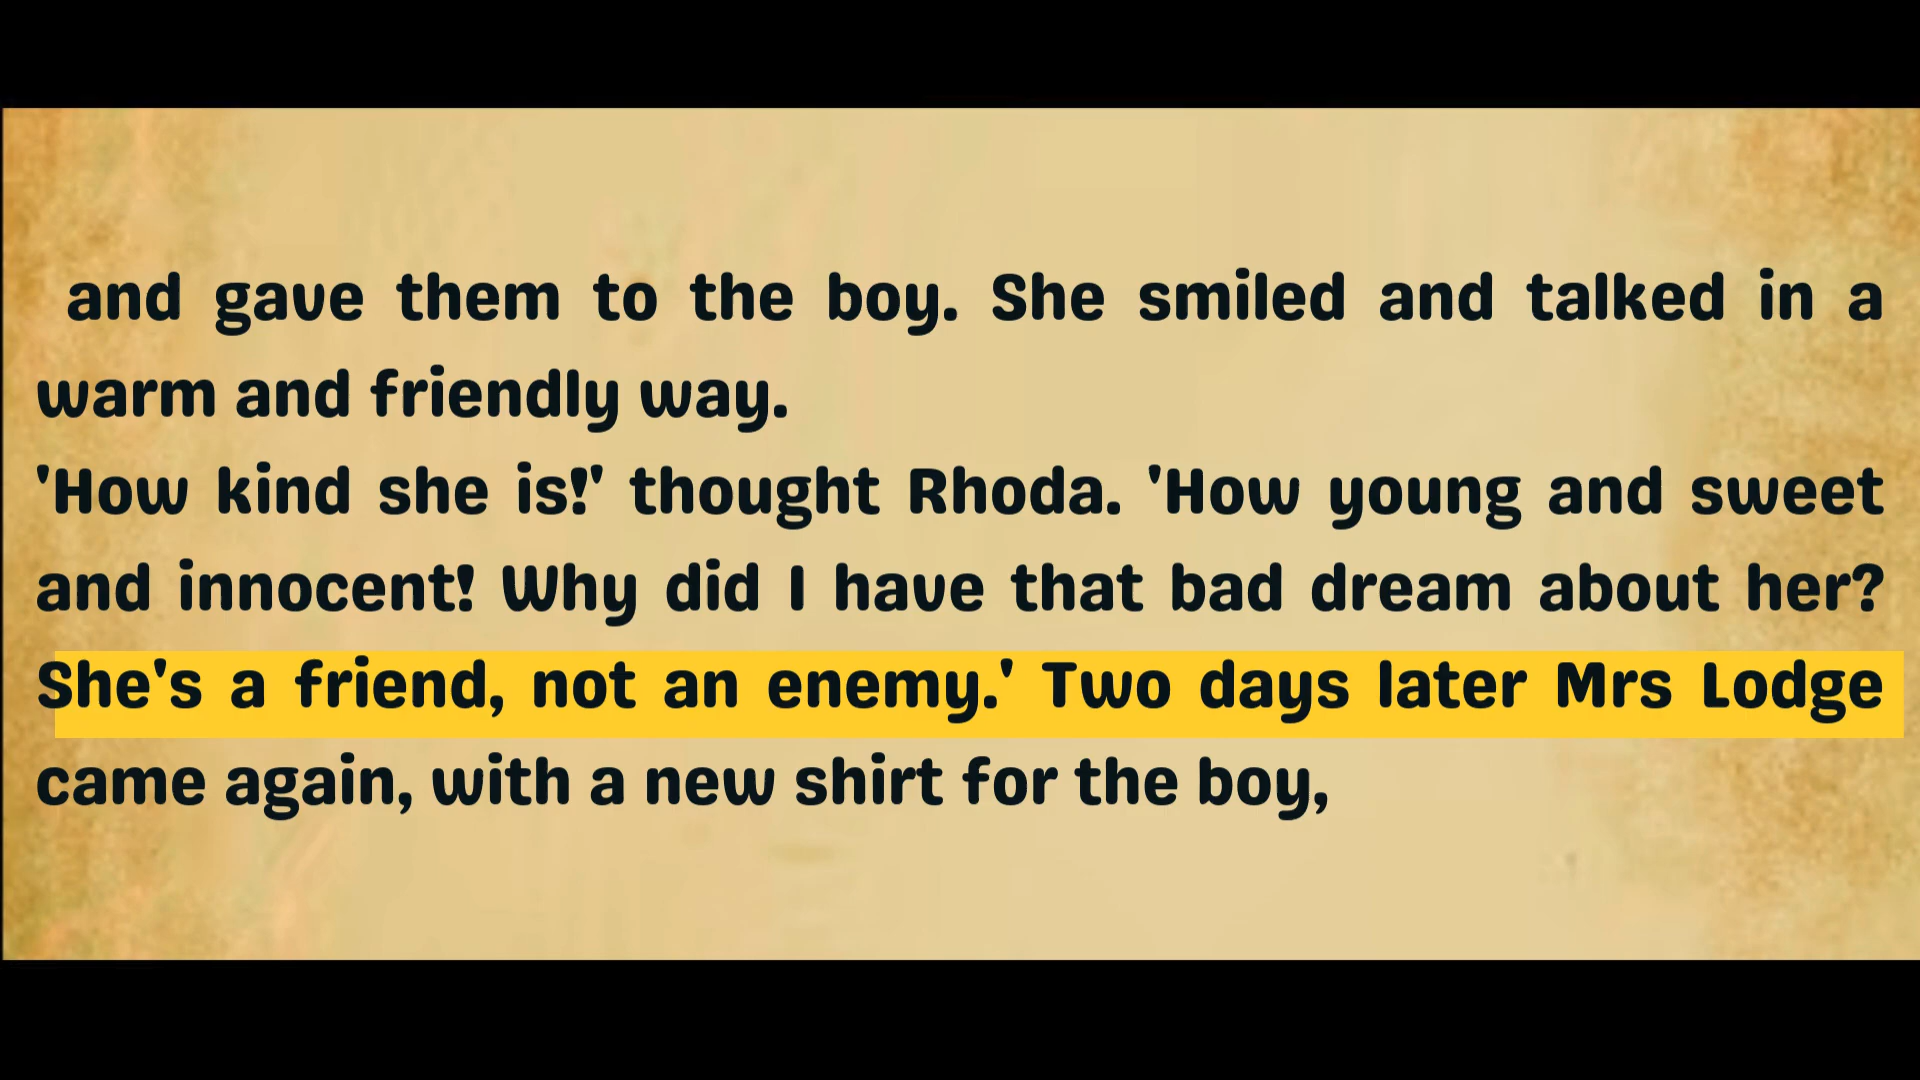 and gave them to the boy. She smiled and talked in a
warm and friendly way.
'How kind she is!' thought Rhoda. 'How young and sweet
and innocent! Why did I have that bad dream about her?
She's a friend, not an enemy.' Two days later Mrs Lodge
came again, with a new shirt for the boy,